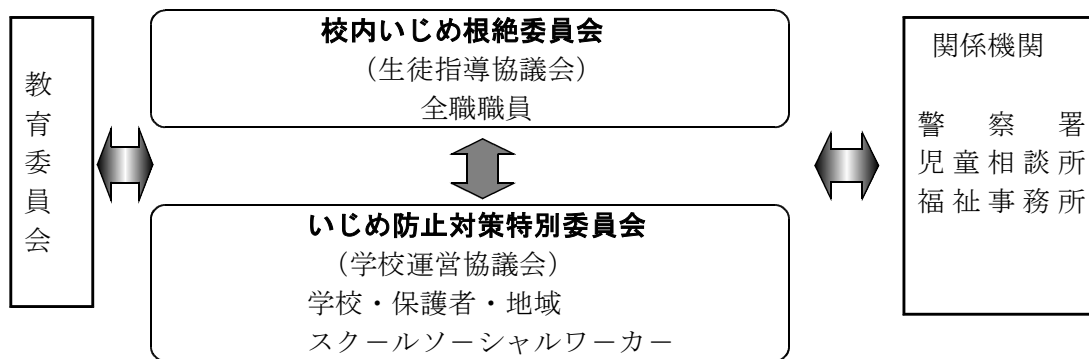 教育委員会
校内いじめ根絶委員会
（生徒指導協議会）
全職職員
いじめ防止対策特別委員会
（学校運営協議会）
学校・保護者・地域
スク－ルソ－シャルワ－カ－
関係機関
警察署
児童相談所
福祉事務所